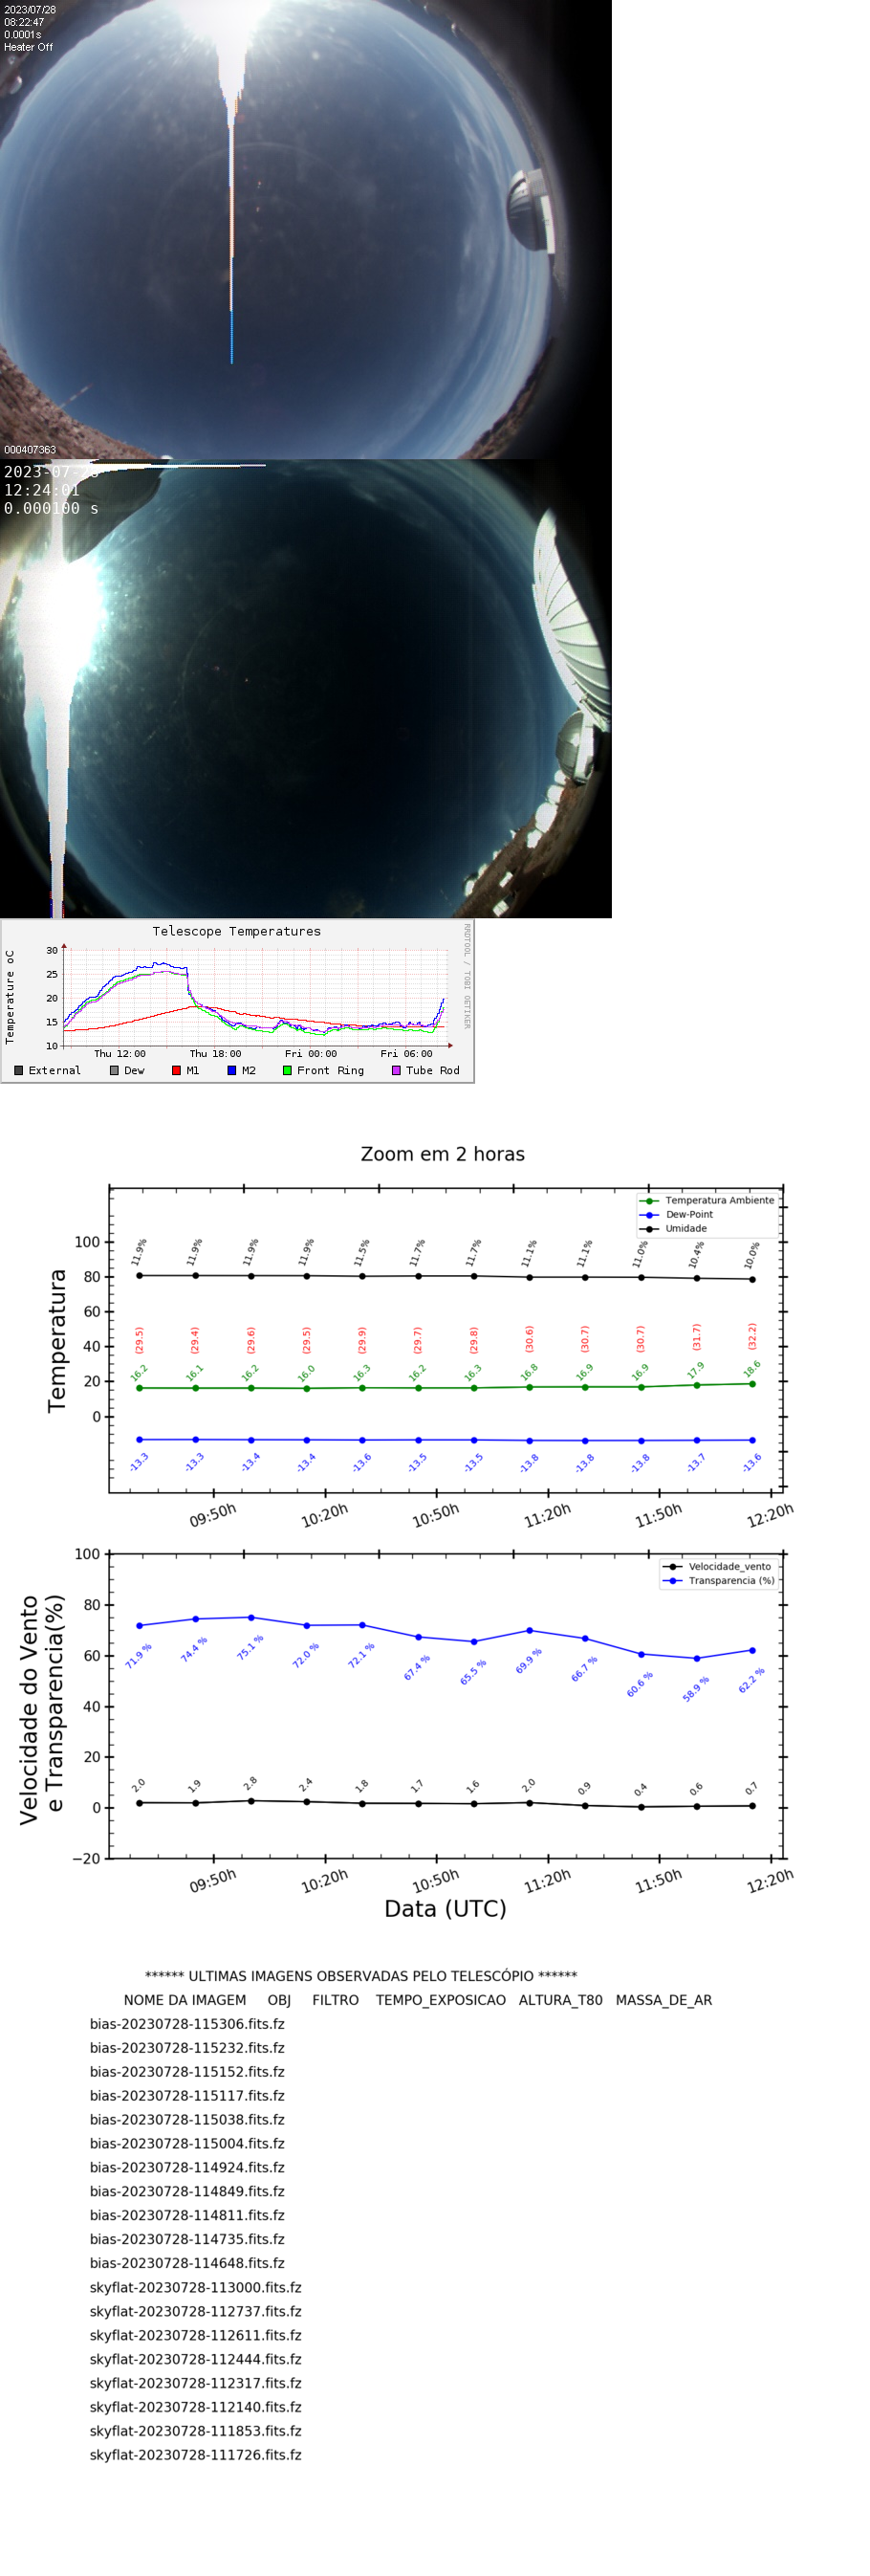 2023/07/28
08:22:47
0.0001s
Heater Off
000407363
2023-07-28
12:24:01
0.000100 s
Telescope Temperatures
RRDTOOL / TOBI OETIKER
Temperature oC
30
25
20
15
10
Thu 12:00 Thu 18:00 Fri 00:00 Fri 06:00
External Dew M1 M2 Front Ring Tube Rod
Zoom em 2 horas
Temperatura Ambiente
Dew-Point
Umidade
Temperatura
100
80
60
40
20
0
11.9% 11.9% 11.9% 11.9% 11.5% 11.7% 11.7% 11.1% 11.1% 11.0% 10.4% 10.0%
(29.5) (29.4) (29.6) (29.5) (29.9) (29.7) (29.8) (30.6) (30.7) (30.7) (31.7) (32.2)
16.2 16.1 16.2 16.0 16.3 16.2 16.3 16.8 16.9 16.9 17.9 18.6
-13.3 -13.3 -13.4 -13.4 -13.6 -13.5 -13.5 -13.8 -13.8 -13.8 -13.7 -13.6
09:50h 10:20h 10:50h 11:20h 11:50h 12:20h
Velocidade_vento
Transparencia (%)
Velocidade do Vento
e Transparencia(%)
100
80
60
40
20
0
−20
71.9 % 74.4 % 75.1 % 72.0 % 72.1 % 67.4 % 65.5 % 69.9 % 66.7 % 60.6 % 58.9 % 62.2 %
2.0 1.9 2.8 2.4 1.8 1.7 1.6 2.0 0.9 0.4 0.6 0.7
09:50h 10:20h 10:50h 11:20h 11:50h 12:20h
Data (UTC)
****** ULTIMAS IMAGENS OBSERVADAS PELO TELESCÓPIO ******
NOME DA IMAGEM OBJ FILTRO TEMPO_EXPOSICAO ALTURA_T80 MASSA_DE_AR
bias-20230728-115306.fits.fz
bias-20230728-115232.fits.fz
bias-20230728-115152.fits.fz
bias-20230728-115117.fits.fz
bias-20230728-115038.fits.fz
bias-20230728-115004.fits.fz
bias-20230728-114924.fits.fz
bias-20230728-114849.fits.fz
bias-20230728-114811.fits.fz
bias-20230728-114735.fits.fz
bias-20230728-114648.fits.fz
skyflat-20230728-113000.fits.fz
skyflat-20230728-112737.fits.fz
skyflat-20230728-112611.fits.fz
skyflat-20230728-112444.fits.fz
skyflat-20230728-112317.fits.fz
skyflat-20230728-112140.fits.fz
skyflat-20230728-111853.fits.fz
skyflat-20230728-111726.fits.fz